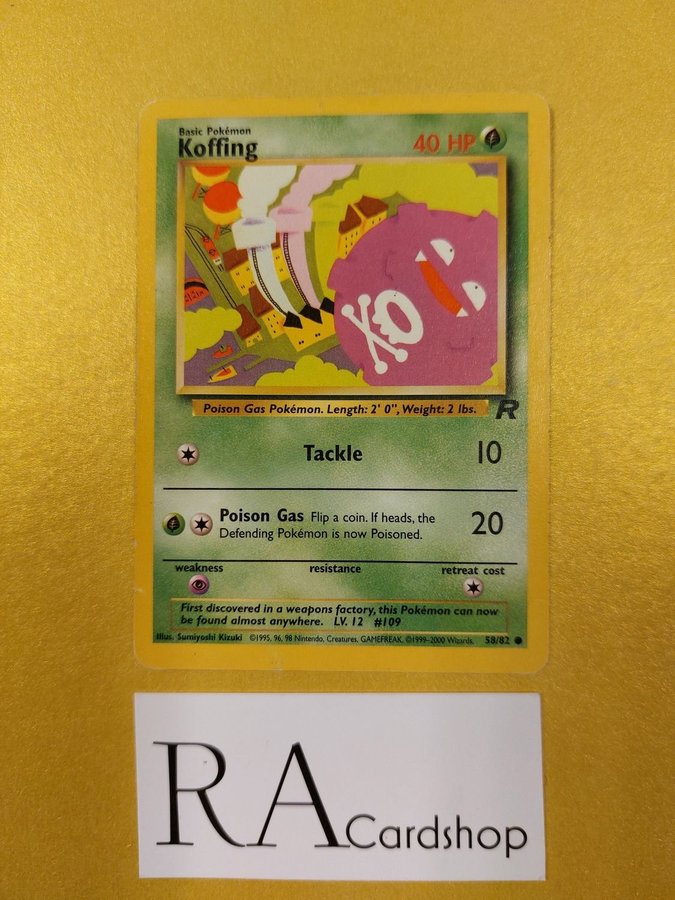 Basic Pokémon
Koffing
40 HP
Poison Gas Pokémon. Length: 2' 0", Weight: 2 lbs.
R
Tackle 10
Poison Gas Flip a coin. If heads, the
Defending Pokémon is now Poisoned.
20
weakness resistance retreat cost
First discovered in a weapons factory, this Pokémon can now
be found almost anywhere. LV. 12 #109
Illus. Sumiyoshi Kizuki ©1995, 96, 98 Nintendo, Creatures, GAMEFREAK. ©1999-2000 Wizards. 58/82
RACardshop